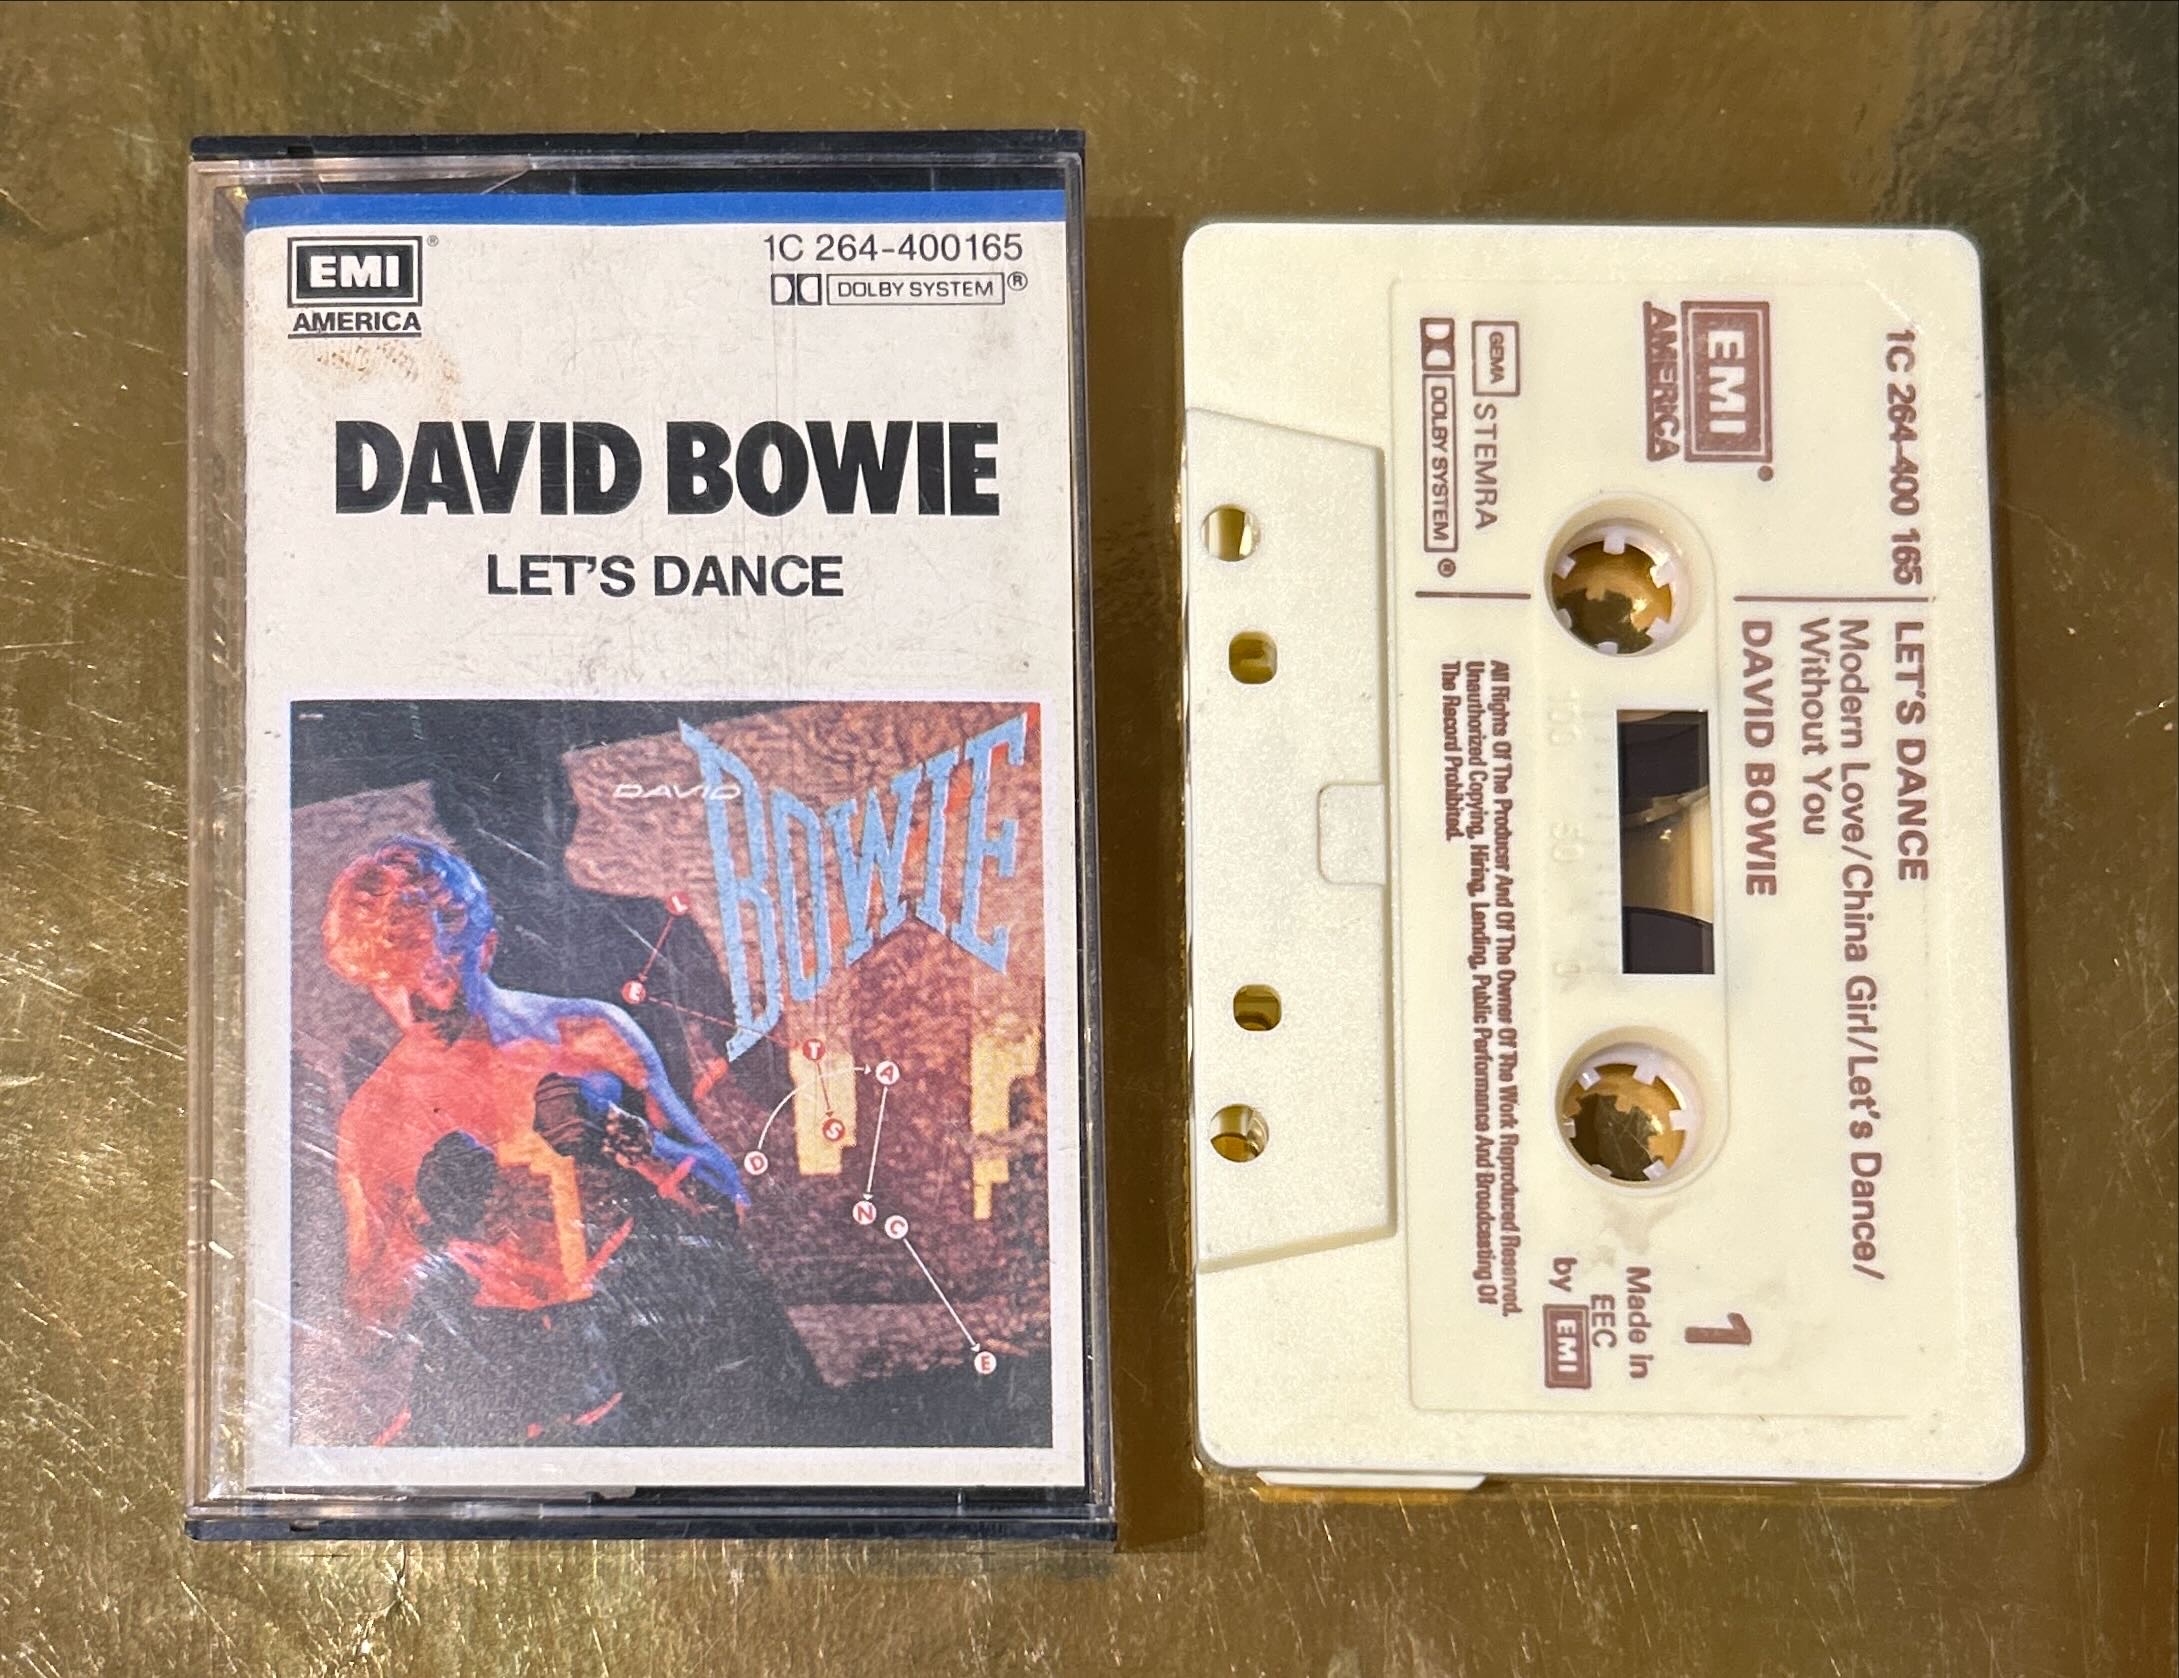 EMI®
AMERICA
1C 264-400165
DOLBY SYSTEM®
DAVID BOWIE
LET'S DANCE
DAVID
BOWIE
L
E
T
S
D
A
N
C
E
1C 264-400 165
LET'S DANCE
Modern Love/China Girl/Let's Dance/
Without You
DAVID BOWIE
EMI®
AMERICA
GEMA STEMRA
DOLBY SYSTEM®
All Rights Of The Producer And Of The Owner Of The Work Reproduced Reserved.
Unauthorized Copying, Hiring, Lending, Public Performance And Broadcasting Of
The Record Prohibited.
100 50 0
1
Made in
EEC
by EMI